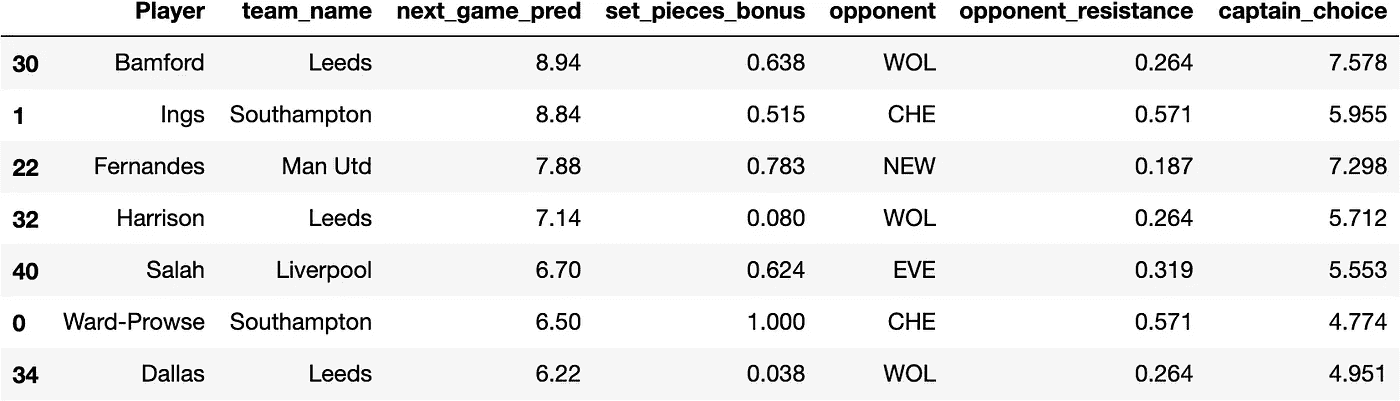 Player team_name next_game_pred set_pieces_bonus opponent opponent_resistance captain_choice
30 Bamford Leeds 8.94 0.638 WOL 0.264 7.578
1 Ings Southampton 8.84 0.515 CHE 0.571 5.955
22 Fernandes Man Utd 7.88 0.783 NEW 0.187 7.298
32 Harrison Leeds 7.14 0.080 WOL 0.264 5.712
40 Salah Liverpool 6.70 0.624 EVE 0.319 5.553
0 Ward-Prowse Southampton 6.50 1.000 CHE 0.571 4.774
34 Dallas Leeds 6.22 0.038 WOL 0.264 4.951